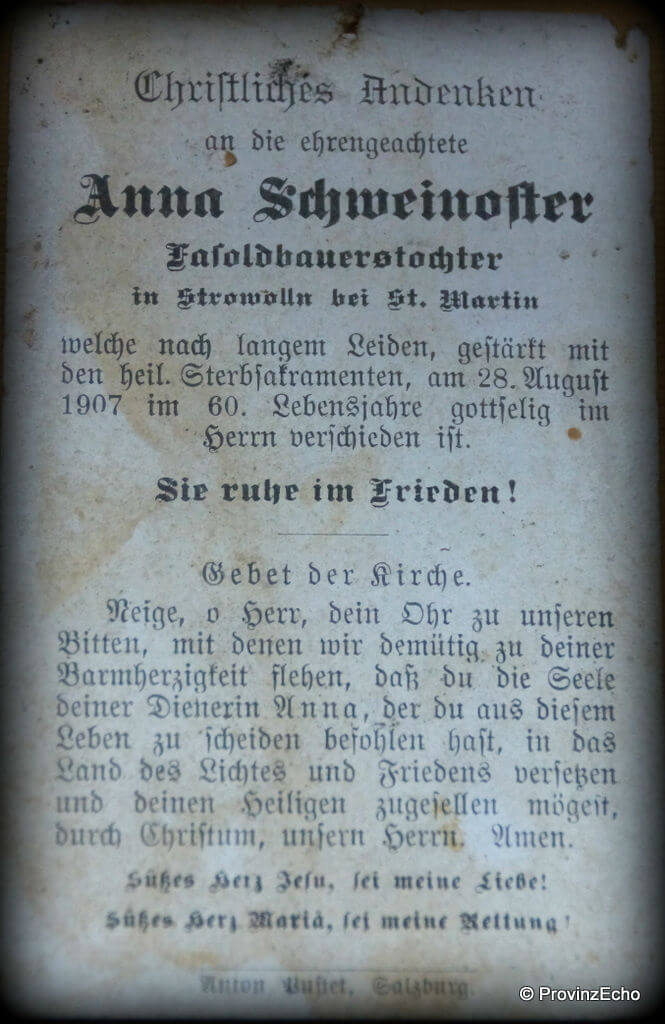 Christliches Andenken
an die ehrengeachtete
Anna Schweinoster
Fasoldbauerstochter
in Strowolln bei St. Martin
welche nach langem Leiden, gestärkt mit
den heil. Sterbsakramenten, am 28. August
1907 im 60. Lebensjahre gottselig im
Herrn verschieden ist.
Sie ruhe im Frieden!
Gebet der Kirche.
Neige, o Herr, dein Ohr zu unseren
Bitten, mit denen wir demütig zu deiner
Barmherzigkeit flehen, daß du die Seele
deiner Dienerin Anna, der du aus diesem
Leben zu scheiden befohlen hast, in das
Land des Lichtes und Friedens versetzen
und deinen Heiligen zugesellen mögest,
durch Christum, unsern Herrn. Amen.
Süßes Herz Jesu, sei meine Liebe!
Süßes Herz Mariä, sei meine Rettung!
Anton Pustet, Salzburg.
© ProvinzEcho